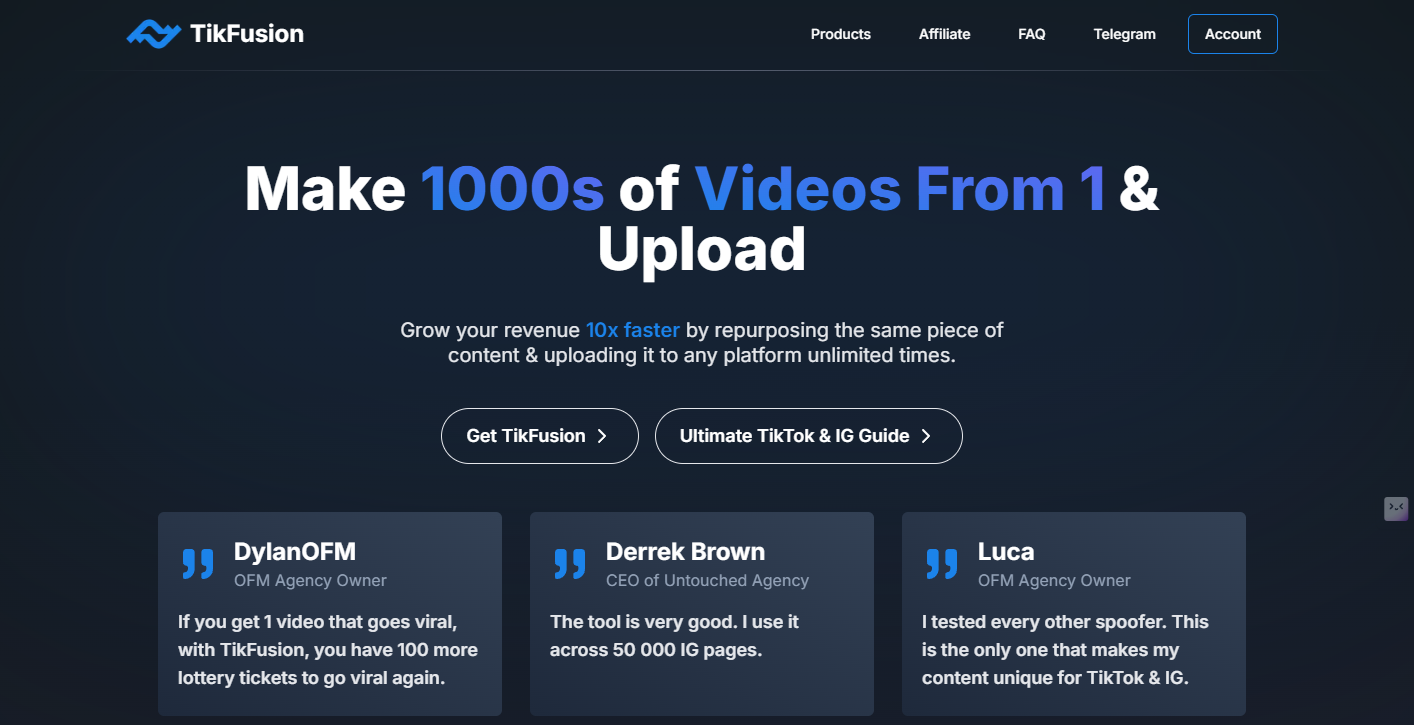 TikFusion
Products
Affiliate
FAQ
Telegram
Account
Make 1000s of Videos From 1 &
Upload
Grow your revenue 10x faster by repurposing the same piece of
content & uploading it to any platform unlimited times.
Get TikFusion
Ultimate TikTok & IG Guide
DylanOFM
OFM Agency Owner
If you get 1 video that goes viral,
with TikFusion, you have 100 more
lottery tickets to go viral again.
Derrek Brown
CEO of Untouched Agency
The tool is very good. I use it
across 50 000 IG pages.
Luca
OFM Agency Owner
I tested every other spoofer. This
is the only one that makes my
content unique for TikTok & IG.